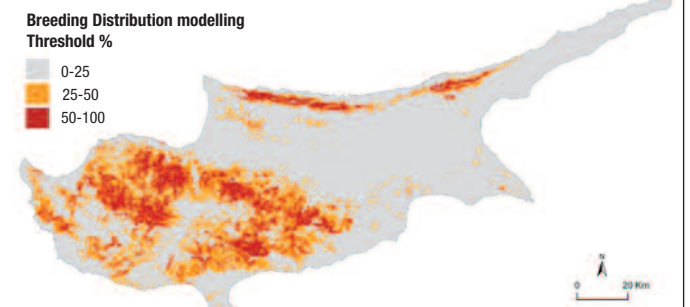 Breeding Distribution modelling
Threshold %
0-25
25-50
50-100
N
0 20 Km